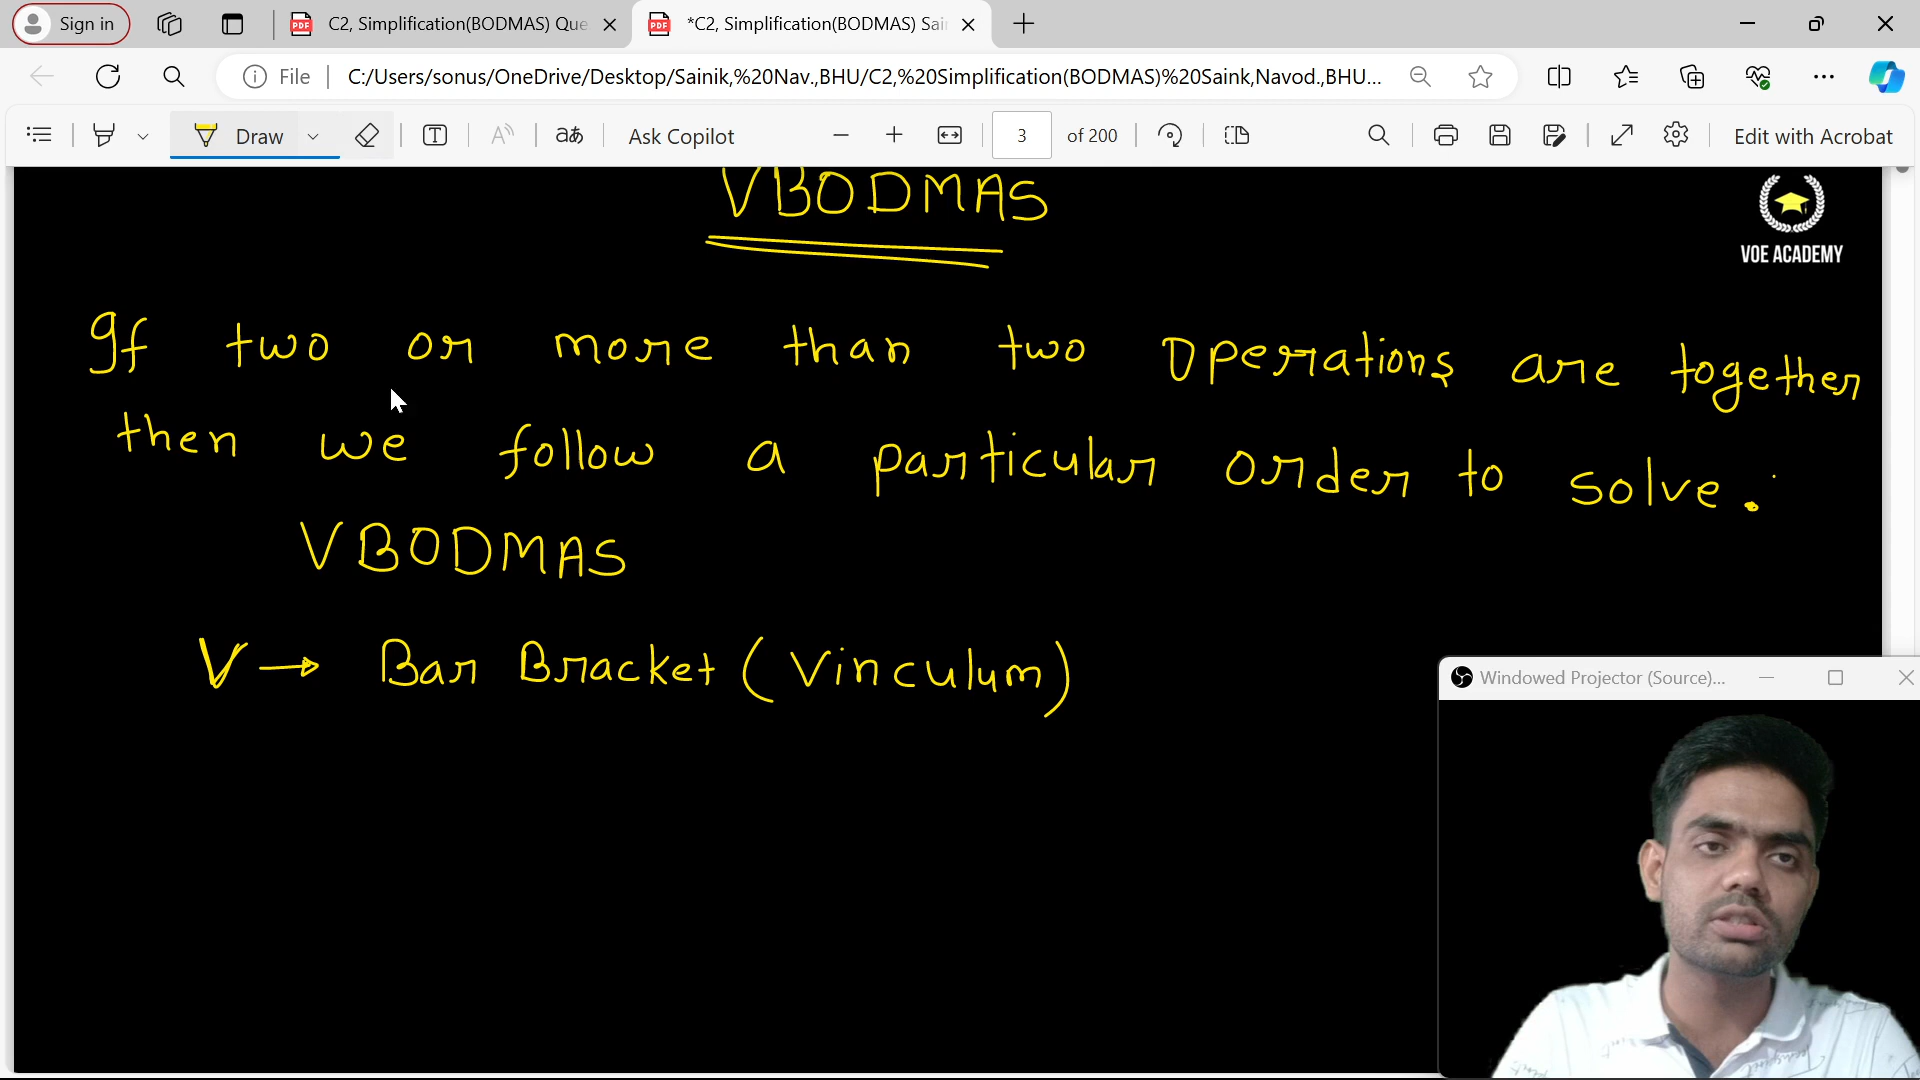 Sign in
C2, Simplification(BODMAS) Que
*C2, Simplification(BODMAS) Sai
File
C:/Users/sonus/OneDrive/Desktop/Sainik,%20Nav.,BHU/C2,%20Simplification(BODMAS)%20Saink,Navod.,BHU...
Draw
Ask Copilot
3 of 200
Edit with Acrobat
VBODMAS
VOE ACADEMY
If two or more than two operations are together
then we follow a particular order to solve.
VBODMAS
V → Bar Bracket (Vinculum)
Windowed Projector (Source)...